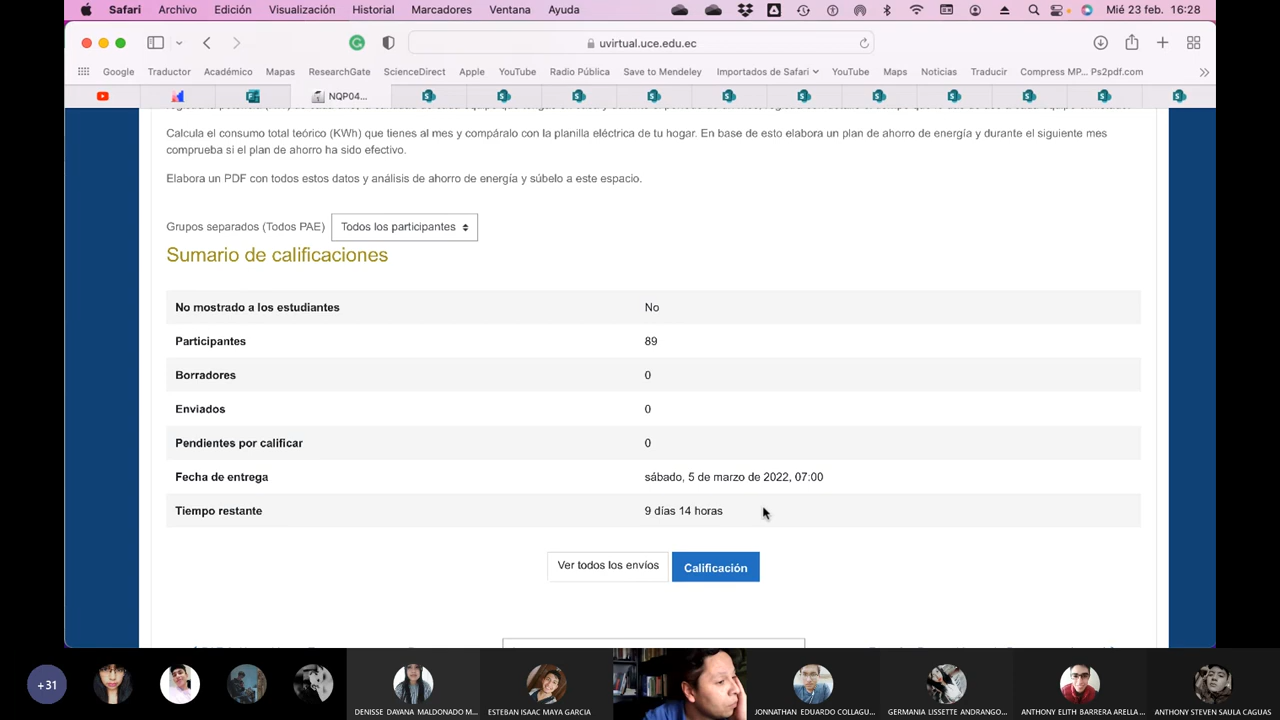 Safari Archivo Edición Visualización Historial Marcadores Ventana Ayuda Mié 23 feb. 16:28
uvirtual.uce.edu.ec
Google Traductor Académico Mapas ResearchGate ScienceDirect Apple YouTube Radio Pública Save to Mendeley Importados de Safari YouTube Maps Noticias Traducir Compress MP... Ps2pdf.com
NQP04...
Calcula el consumo total teórico (KWh) que tienes al mes y compáralo con la planilla eléctrica de tu hogar. En base de esto elabora un plan de ahorro de energía y durante el siguiente mes
comprueba si el plan de ahorro ha sido efectivo.
Elabora un PDF con todos estos datos y análisis de ahorro de energía y súbelo a este espacio.
Grupos separados (Todos PAE) Todos los participantes
Sumario de calificaciones
No mostrado a los estudiantes No
Participantes 89
Borradores 0
Enviados 0
Pendientes por calificar 0
Fecha de entrega sábado, 5 de marzo de 2022, 07:00
Tiempo restante 9 días 14 horas
Ver todos los envíos Calificación
+31
DENISSE DAYANA MALDONADO M... ESTEBAN ISAAC MAYA GARCIA JONNATHAN EDUARDO COLLAGU... GERMANIA LISSETTE ANDRANGO... ANTHONY ELITH BARRERA ARELLA... ANTHONY STEVEN SAULA CAGUAS